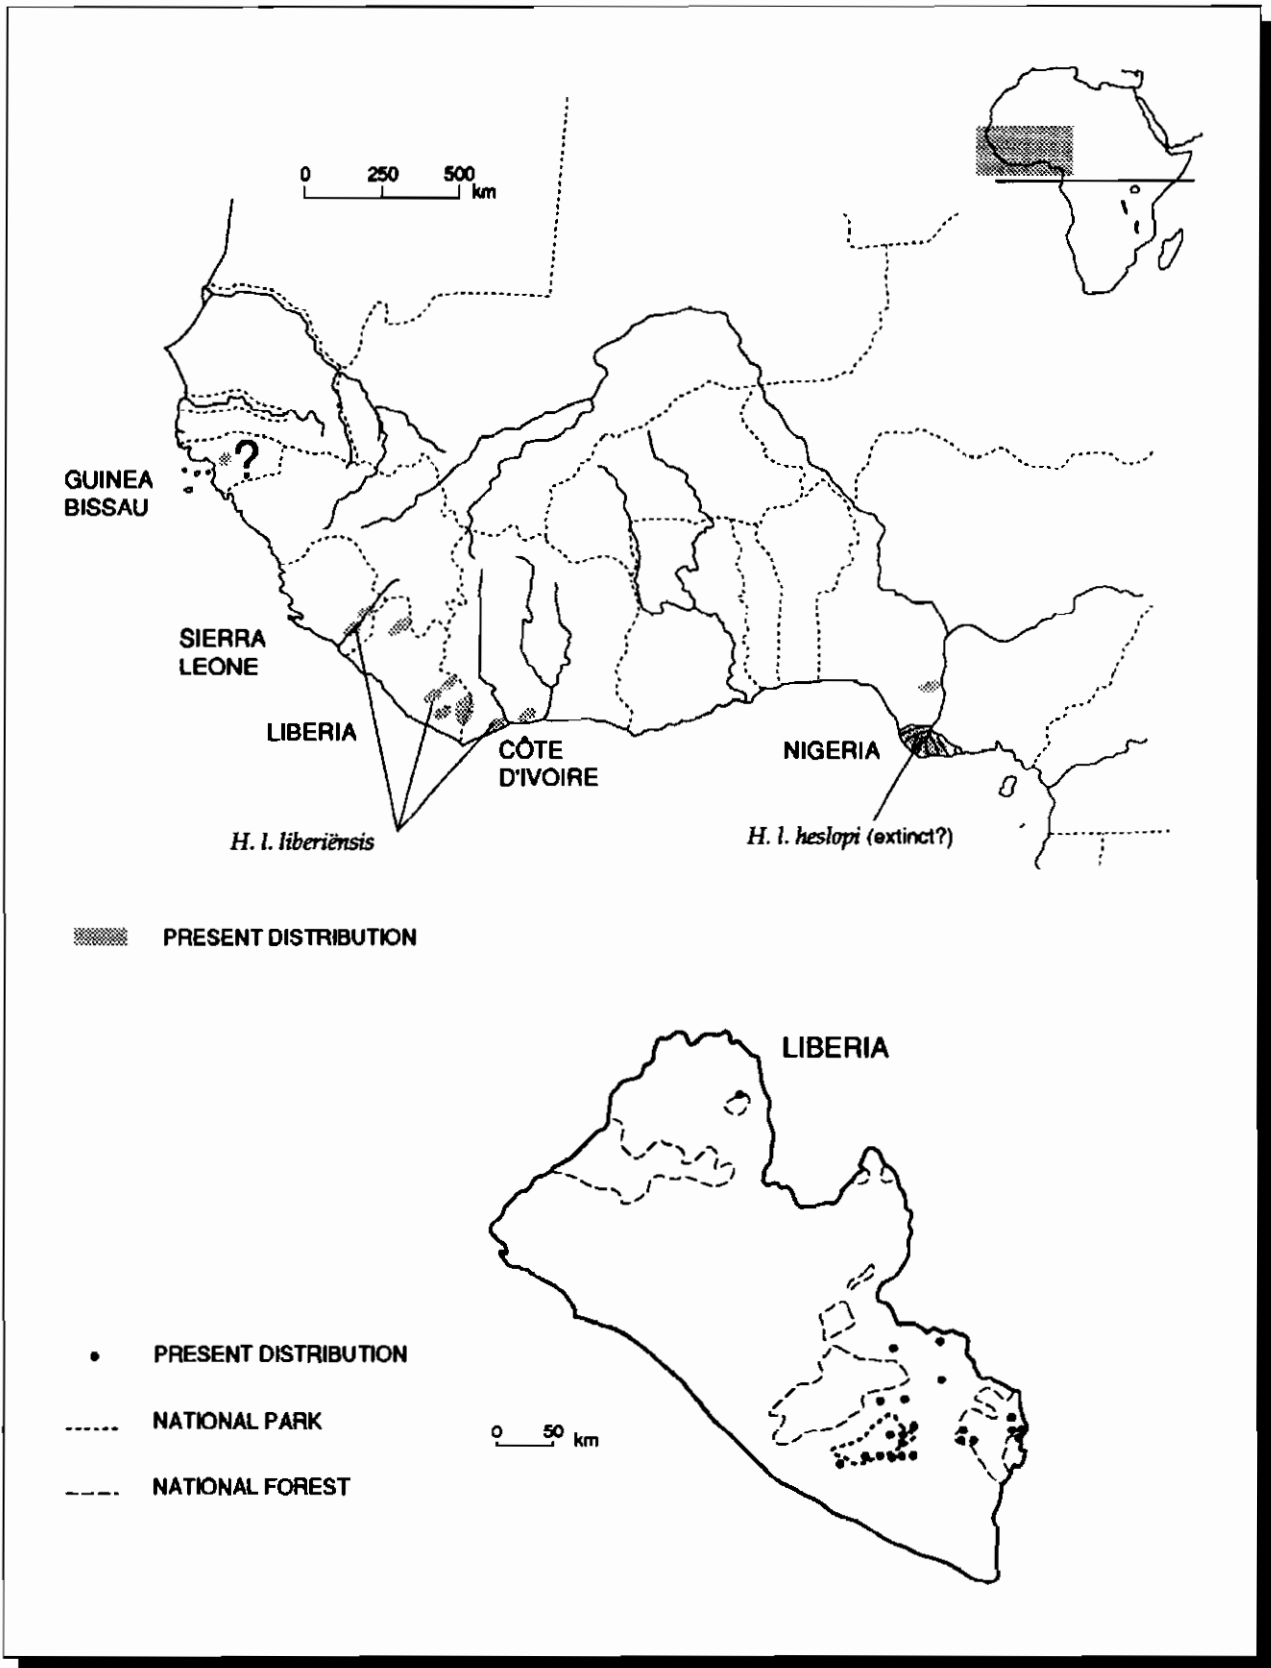 0 250 500
km
?
GUINEA
BISSAU
SIERRA
LEONE
LIBERIA
CÔTE
D'IVOIRE
NIGERIA
H. l. liberiënsis
H. l. heslopi (extinct?)
PRESENT DISTRIBUTION
LIBERIA
PRESENT DISTRIBUTION
NATIONAL PARK
0 50 km
NATIONAL FOREST